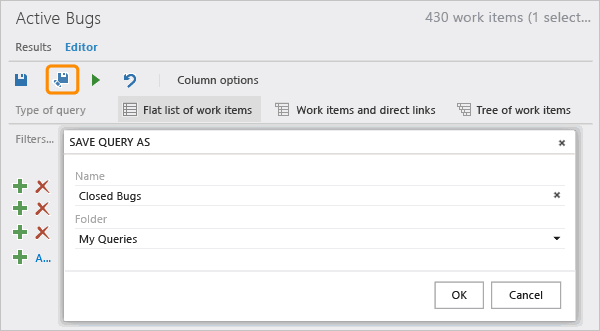 Active Bugs
430 work items (1 select...
Results Editor
Column options
Type of query Flat list of work items Work items and direct links Tree of work items
Filters...
SAVE QUERY AS
Name
Closed Bugs
Folder
My Queries
A...
OK Cancel